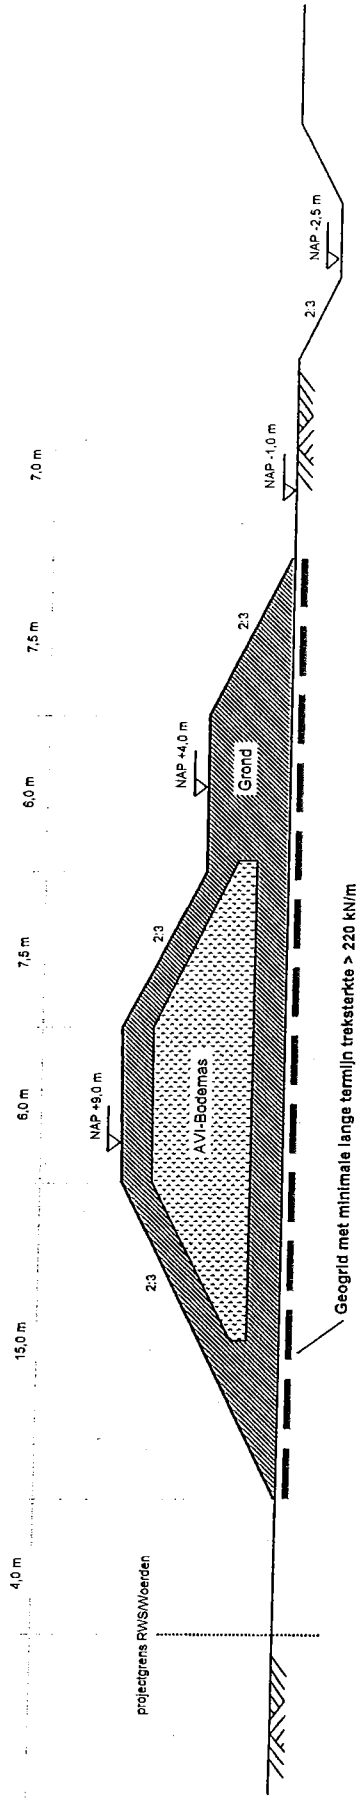 4,0 m
15,0 m
6,0 m
7,5 m
6,0 m
7,5 m
7,0 m
projectgrens RWS/Woerden
2:3
NAP +9,0 m
2:3
NAP +4,0 m
2:3
NAP -1,0 m
2:3
NAP -2,5 m
AVI-Bodemas
Grond
Geogrid met minimale lange termijn treksterkte > 220 kN/m